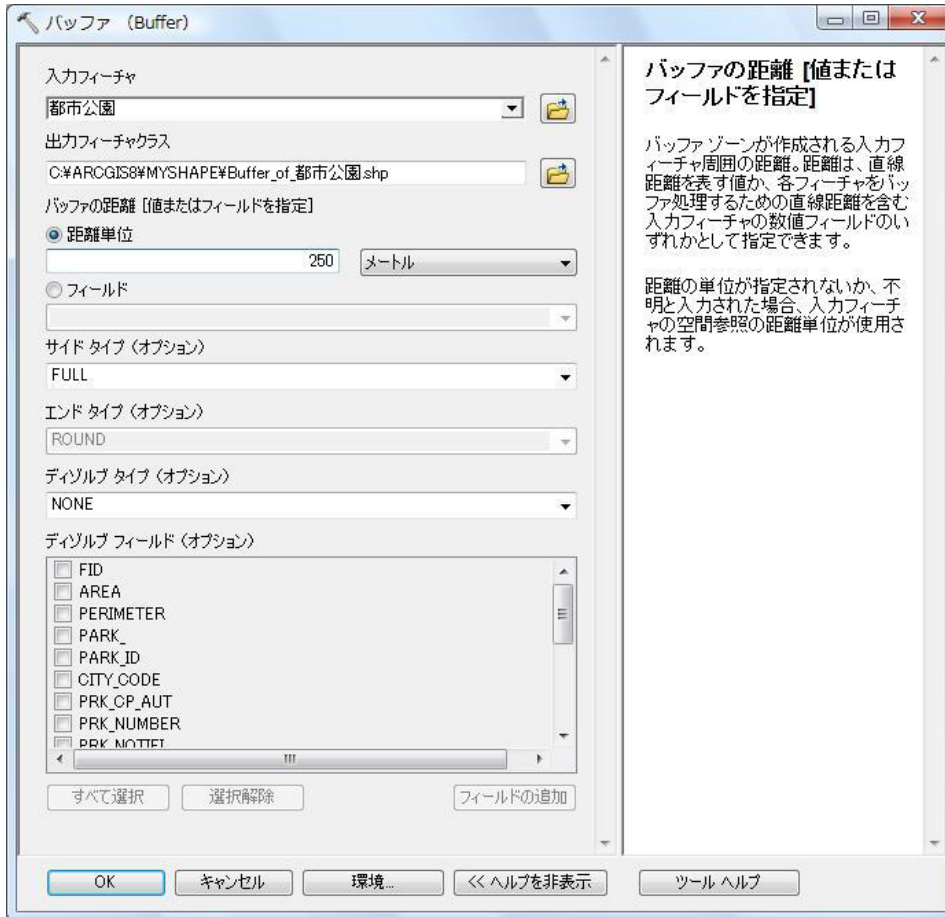 バッファ (Buffer)
入力フィーチャ
都市公園
出力フィーチャクラス
C:¥ARCGIS8¥MYSHAPE¥Buffer_of_都市公園.shp
バッファの距離 [値またはフィールドを指定]
距離単位
250 メートル
フィールド
サイド タイプ (オプション)
FULL
エンド タイプ (オプション)
ROUND
ディゾルブ タイプ (オプション)
NONE
ディゾルブ フィールド (オプション)
FID
AREA
PERIMETER
PARK_
PARK_ID
CITY_CODE
PRK_CP_AUT
PRK_NUMBER
PRK_NOTIFI
すべて選択 選択解除 フィールドの追加
バッファの距離 [値または
フィールドを指定]
バッファ ゾーンが作成される入力フ
ィーチャ周囲の距離。距離は、直線
距離を表す値か、各フィーチャをバッ
ファ処理するための直線距離を含む
入力フィーチャの数値フィールドのい
ずれかとして指定できます。
距離の単位が指定されないか、不
明と入力された場合、入力フィーチ
ャの空間参照の距離単位が使用さ
れます。
OK キャンセル 環境... << ヘルプを非表示 ツール ヘルプ